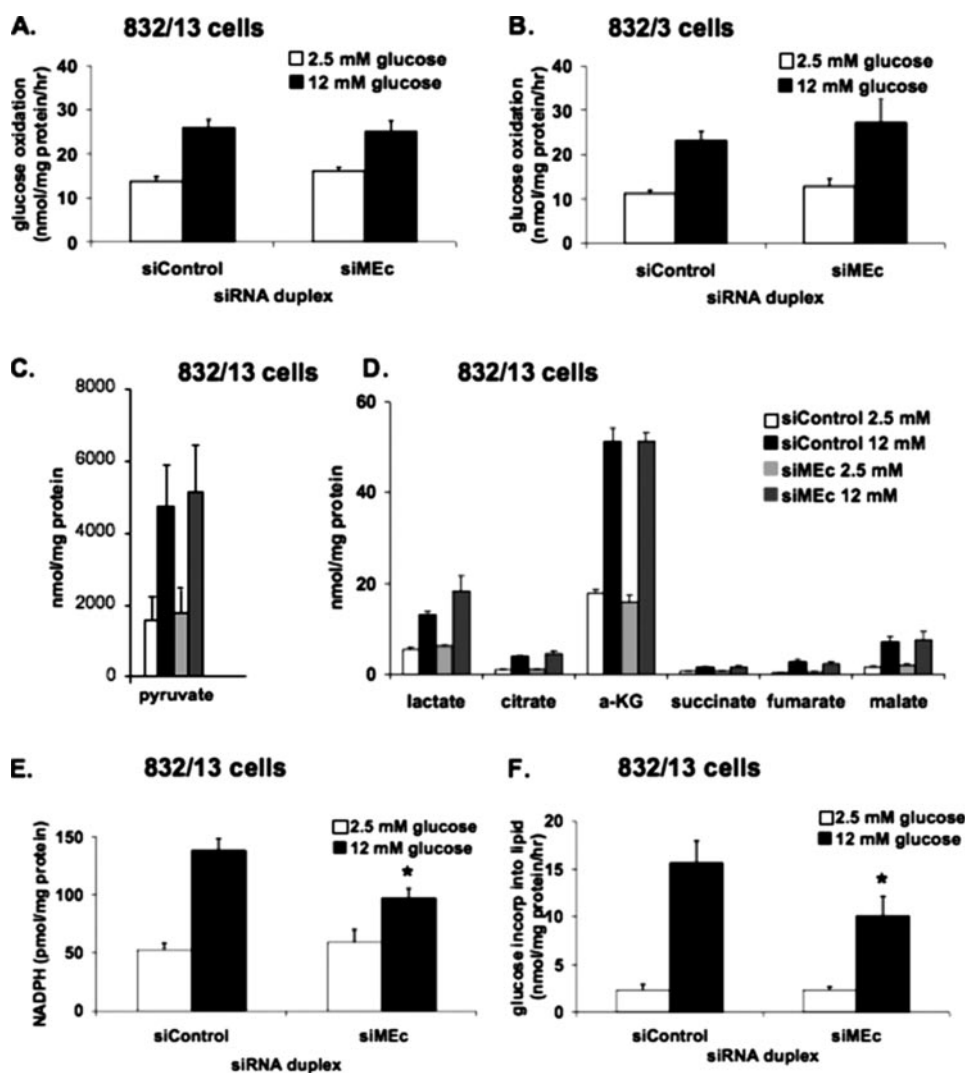 A.
832/13 cells
2.5 mM glucose
12 mM glucose
glucose oxidation
(nmol/mg protein/hr)
40
30
20
10
0
siControl
siMEc
siRNA duplex
B.
832/3 cells
2.5 mM glucose
12 mM glucose
glucose oxidation
(nmol/mg protein/hr)
40
30
20
10
0
siControl
siMEc
siRNA duplex
C.
832/13 cells
nmol/mg protein
8000
6000
4000
2000
0
pyruvate
D.
832/13 cells
siControl 2.5 mM
siControl 12 mM
siMEc 2.5 mM
siMEc 12 mM
nmol/mg protein
60
40
20
0
lactate
citrate
a-KG
succinate
fumarate
malate
E.
832/13 cells
2.5 mM glucose
12 mM glucose
NADPH (pmol/mg protein)
150
100
50
0
*
siControl
siMEc
siRNA duplex
F.
832/13 cells
2.5 mM glucose
12 mM glucose
glucose incorp into lipid
(nmol/mg protein/hr)
20
15
10
5
0
*
siControl
siMEc
siRNA duplex